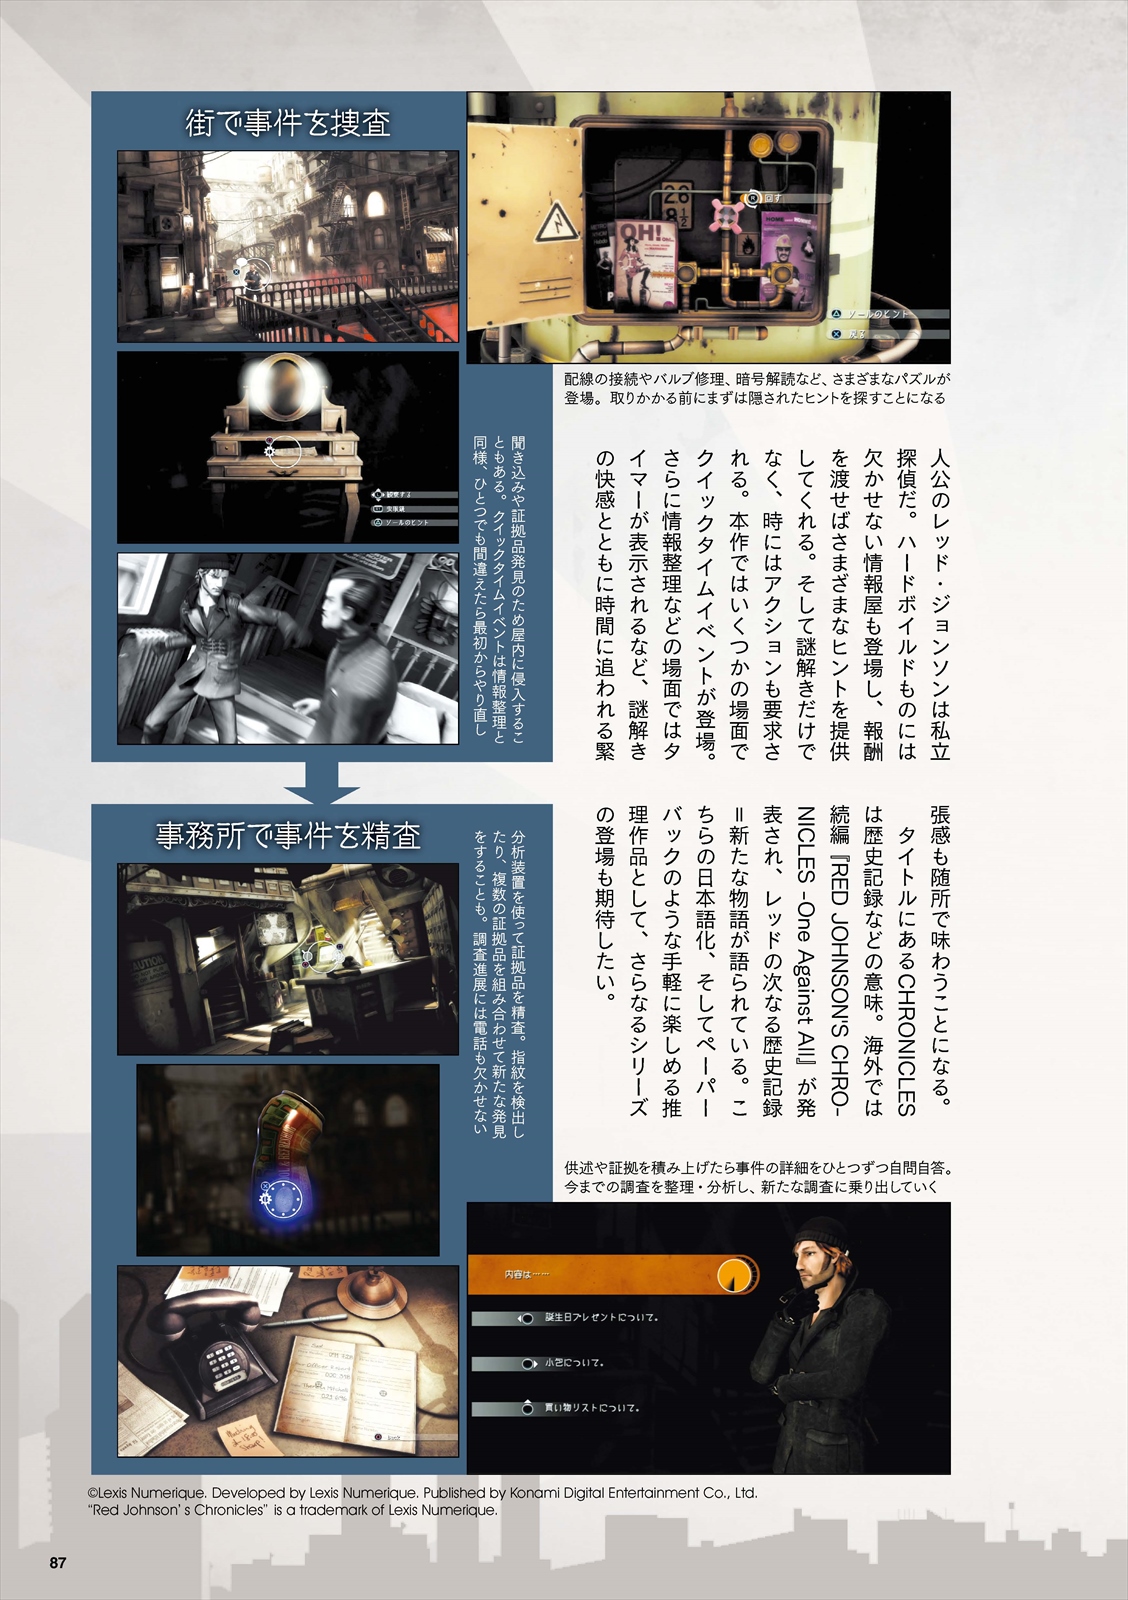 街で事件を捜査
26
8½
OH!
回す
ゾールのヒント
戻る
配線の接続やバルブ修理、暗号解読など、さまざまなパズルが
登場。取りかかる前にまずは隠されたヒントを探すことになる
観察する
ゾールのヒント
聞き込みや証拠品発見のため屋内に侵入するこ
ともある。クイックタイムイベントは情報整理と
同様、ひとつでも間違えたら最初からやり直し
人公のレッド・ジョンソンは私立
探偵だ。ハードボイルドものには
欠かせない情報屋も登場し、報酬
を渡せばさまざまなヒントを提供
してくれる。そして謎解きだけで
なく、時にはアクションも要求さ
れる。本作ではいくつかの場面で
クイックタイムイベントが登場。
さらに情報整理などの場面ではタ
イマーが表示されるなど、謎解き
の快感とともに時間に追われる緊
張感も随所で味わうことになる。
タイトルにあるCHRONICLES
は歴史記録などの意味。海外では
続編『RED JOHNSON'S CHRO-
NICLES -One Against All』が発
表され、レッドの次なる歴史記録
＝新たな物語が語られている。こ
ちらの日本語化、そしてペーパー
バックのような手軽に楽しめる推
理作品として、さらなるシリーズ
の登場も期待したい。
事務所で事件を精査
CAUTION
分析装置を使って証拠品を精査。指紋を検出し
たり、複数の証拠品を組み合わせて新たな発見
をすることも。調査進展には電話も欠かせない
供述や証拠を積み上げたら事件の詳細をひとつずつ自問自答。
今までの調査を整理・分析し、新たな調査に乗り出していく
内容は……
誕生日プレゼントについて。
小包について。
買い物リストについて。
©Lexis Numerique. Developed by Lexis Numerique. Published by Konami Digital Entertainment Co., Ltd.
“Red Johnson’s Chronicles” is a trademark of Lexis Numerique.
87